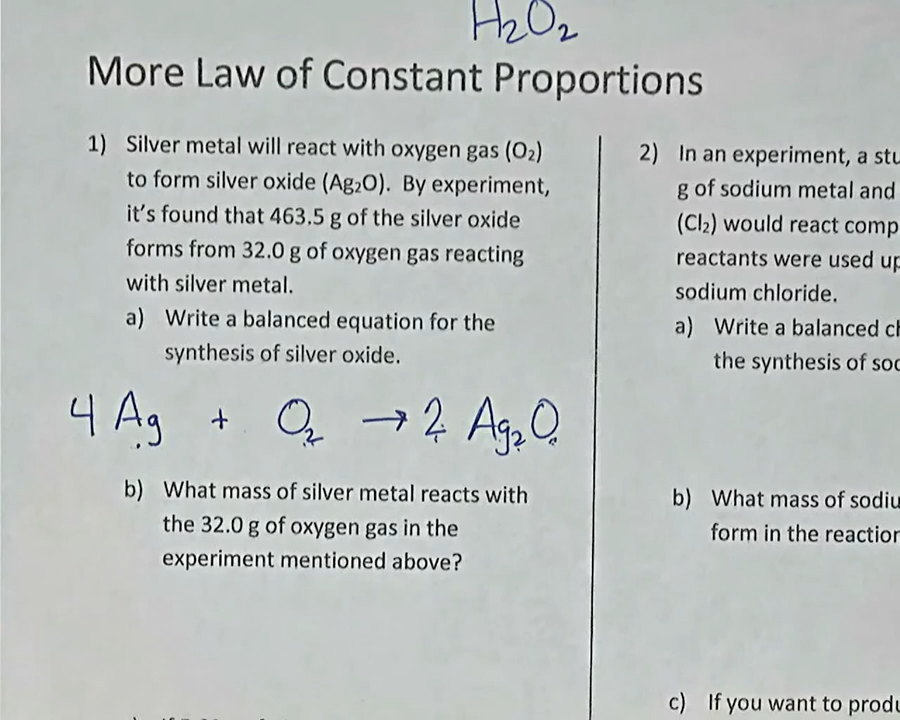 H₂O₂
More Law of Constant Proportions
1) Silver metal will react with oxygen gas (O₂)
to form silver oxide (Ag₂O). By experiment,
it's found that 463.5 g of the silver oxide
forms from 32.0 g of oxygen gas reacting
with silver metal.
a) Write a balanced equation for the
synthesis of silver oxide.
4 Ag + O₂ → 2 Ag₂O
b) What mass of silver metal reacts with
the 32.0 g of oxygen gas in the
experiment mentioned above?
2) In an experiment, a stu
g of sodium metal and
(Cl₂) would react comp
reactants were used up
sodium chloride.
a) Write a balanced ch
the synthesis of soc
b) What mass of sodiu
form in the reaction
c) If you want to produ